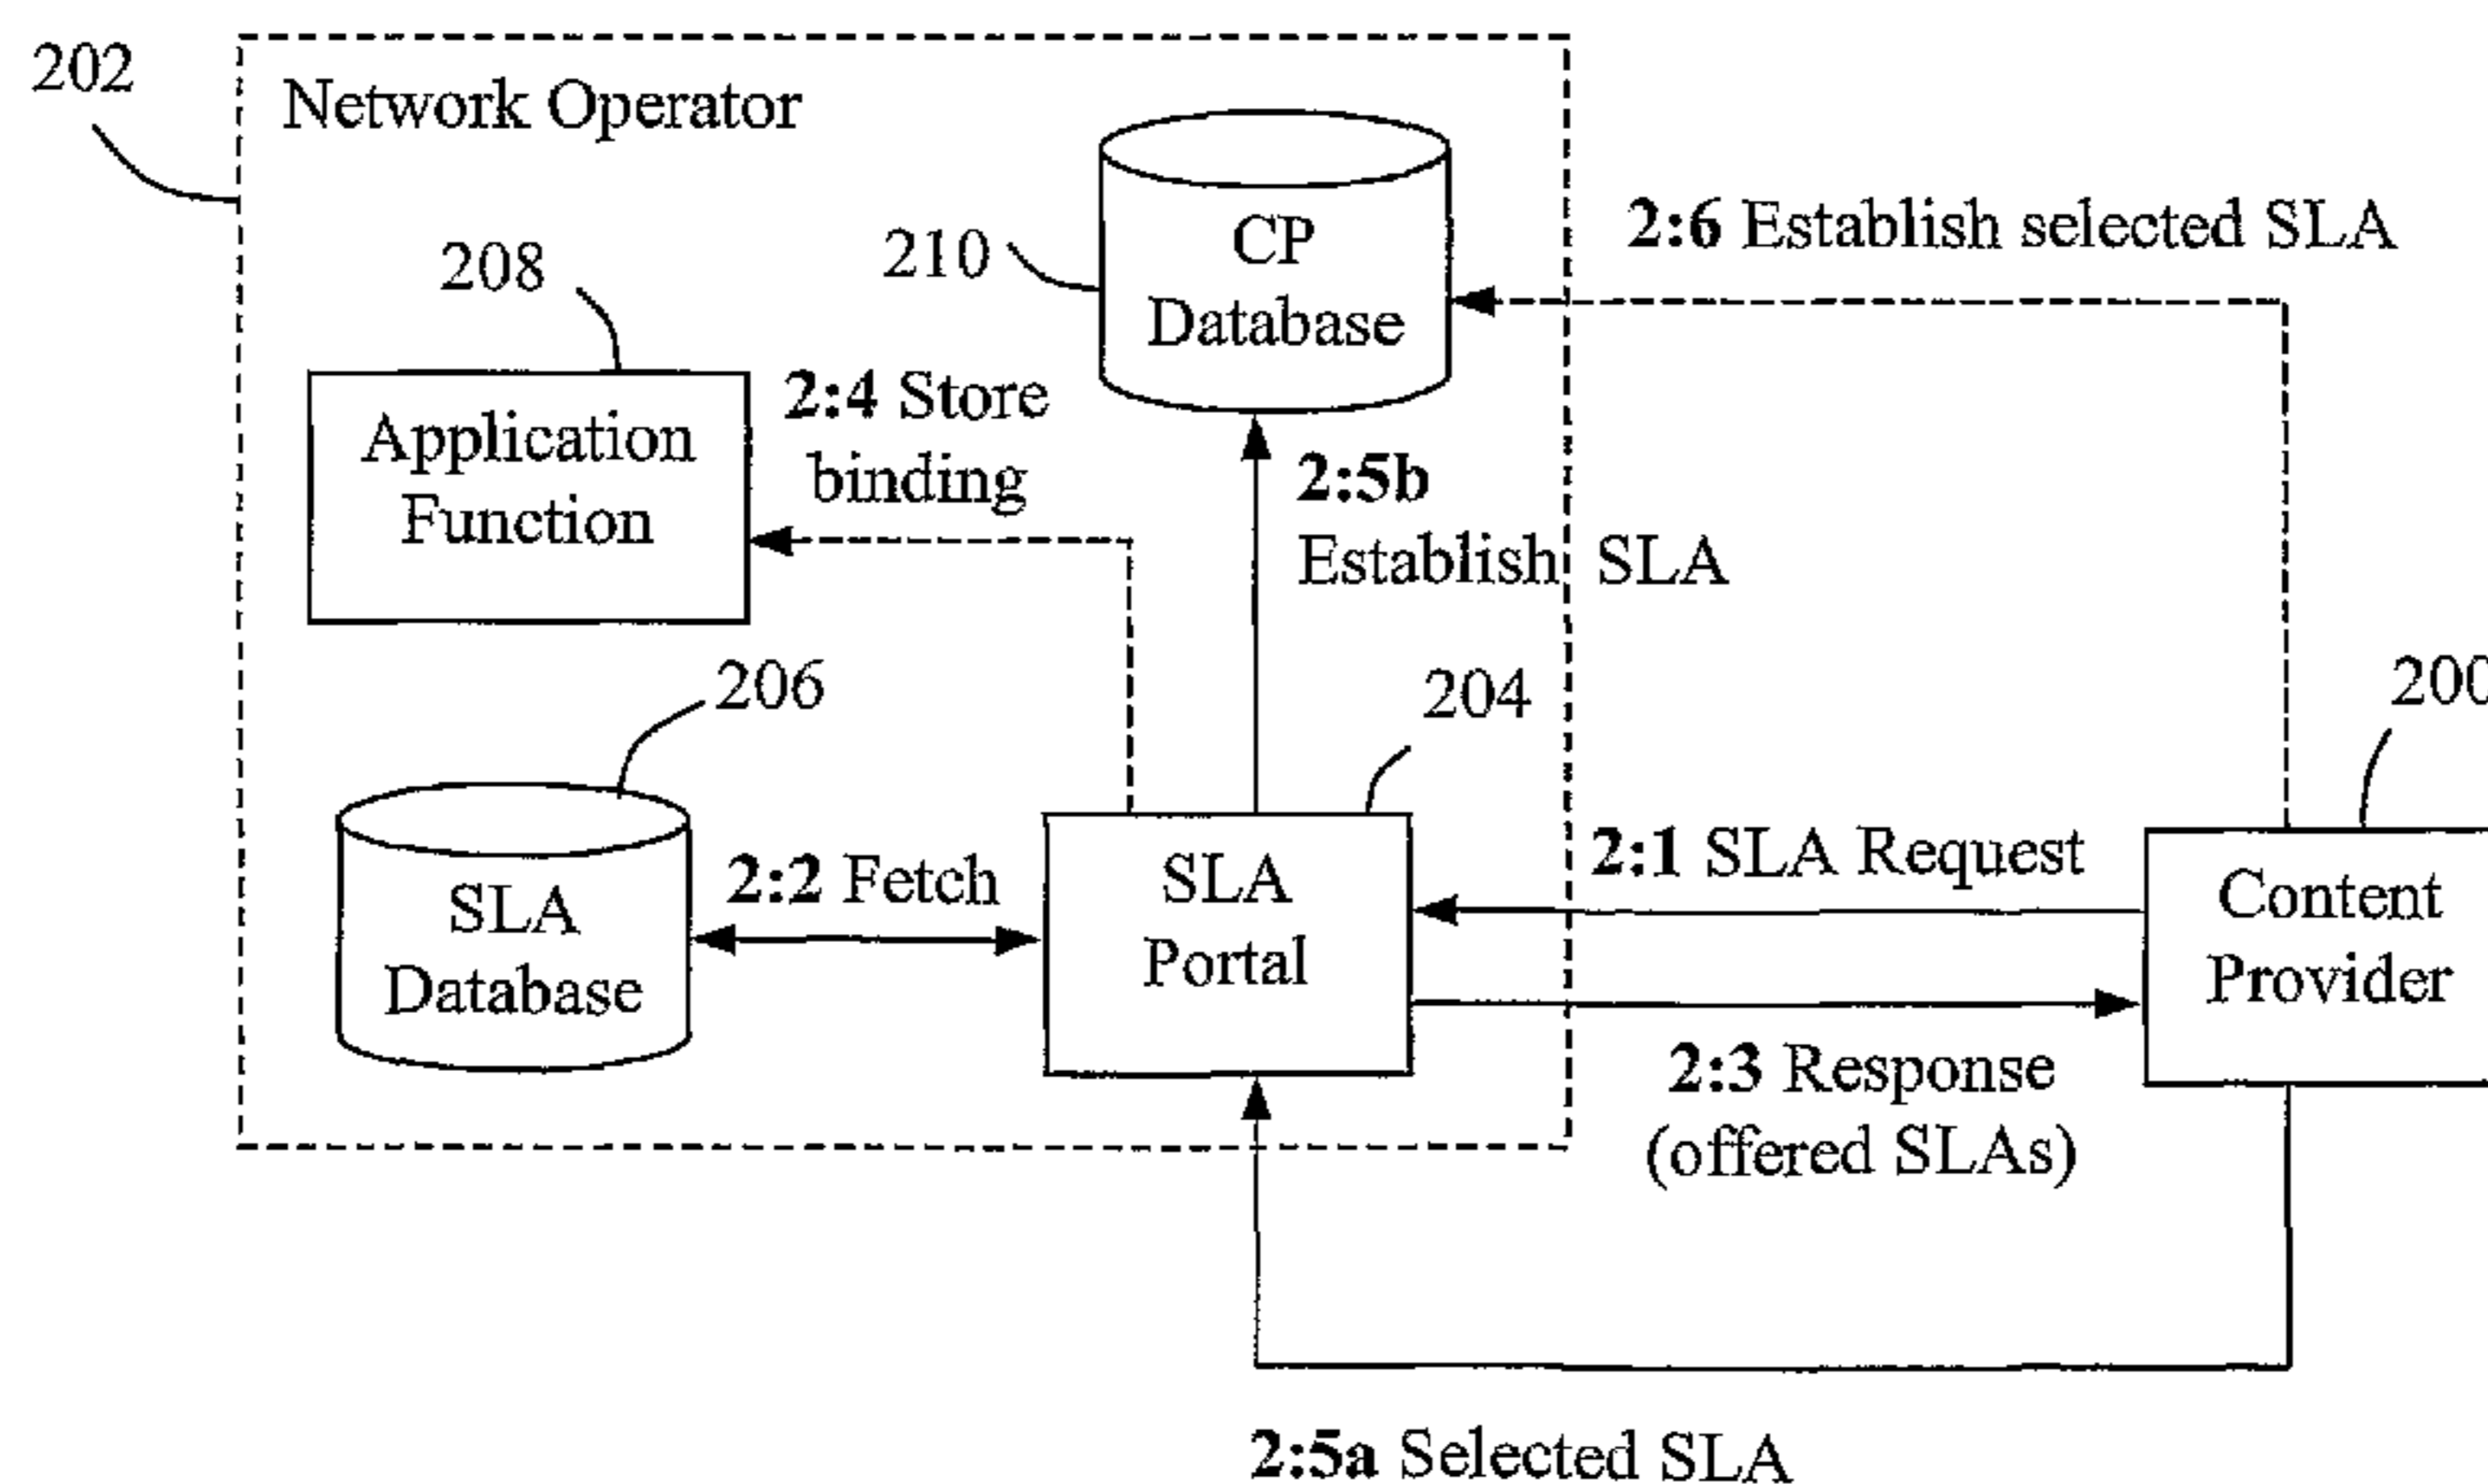 202
Network Operator
208
210
CP
Database
2:6 Establish selected SLA
Application
Function
2:4 Store
binding
2:5b
Establish SLA
206
204
200
SLA
Database
2:2 Fetch
SLA
Portal
2:1 SLA Request
Content
Provider
2:3 Response
(offered SLAs)
2:5a Selected SLA